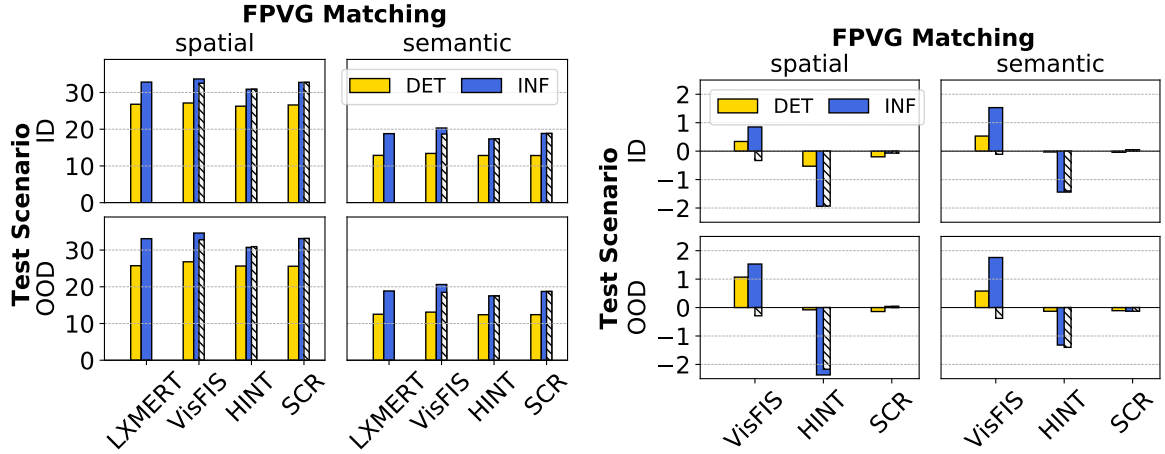 FPVG Matching
spatial
semantic
DET
INF
Test Scenario
ID
OOD
30
20
10
0
30
20
10
0
LXMERT
VisFIS
HINT
SCR
LXMERT
VisFIS
HINT
SCR
FPVG Matching
spatial
semantic
DET
INF
Test Scenario
ID
OOD
2
1
0
−1
−2
2
1
0
−1
−2
VisFIS
HINT
SCR
VisFIS
HINT
SCR